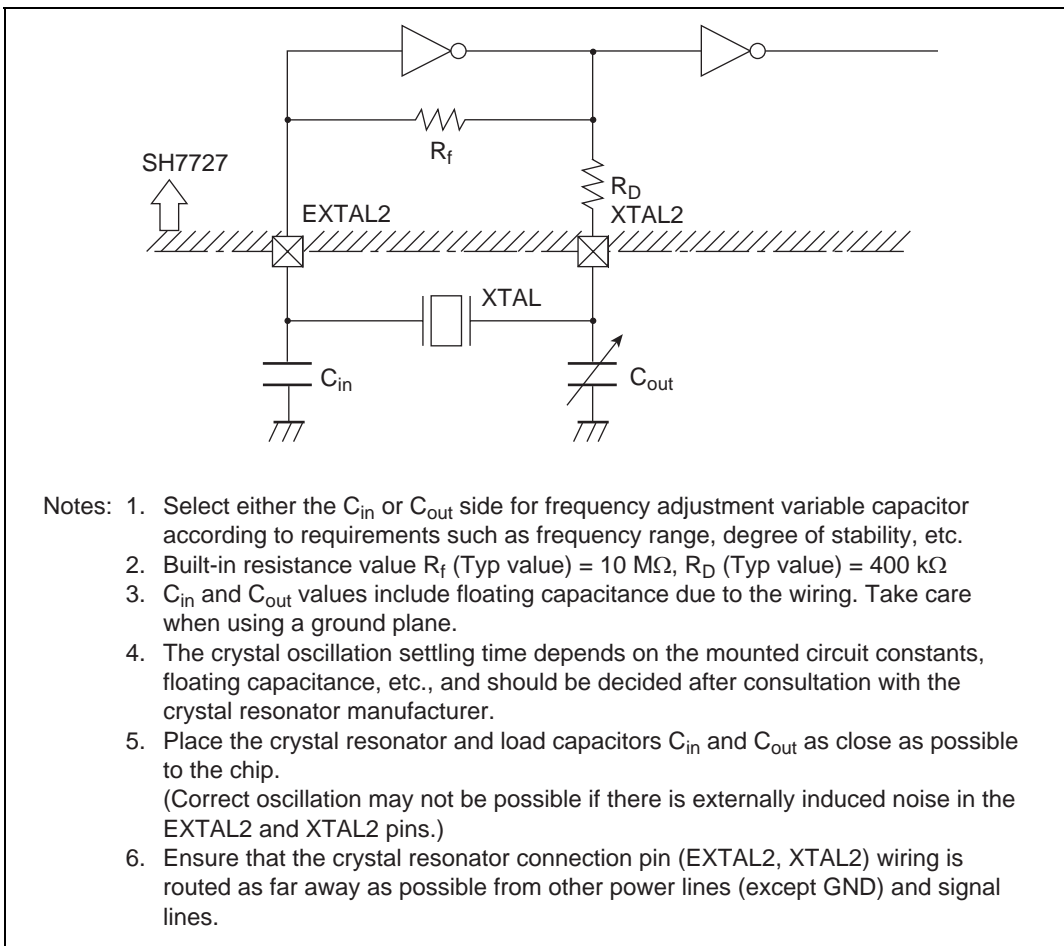 R_f
SH7727
R_D
EXTAL2
XTAL2
XTAL
C_in
C_out
Notes: 1. Select either the C_in or C_out side for frequency adjustment variable capacitor
according to requirements such as frequency range, degree of stability, etc.
2. Built-in resistance value R_f (Typ value) = 10 MΩ, R_D (Typ value) = 400 kΩ
3. C_in and C_out values include floating capacitance due to the wiring. Take care
when using a ground plane.
4. The crystal oscillation settling time depends on the mounted circuit constants,
floating capacitance, etc., and should be decided after consultation with the
crystal resonator manufacturer.
5. Place the crystal resonator and load capacitors C_in and C_out as close as possible
to the chip.
(Correct oscillation may not be possible if there is externally induced noise in the
EXTAL2 and XTAL2 pins.)
6. Ensure that the crystal resonator connection pin (EXTAL2, XTAL2) wiring is
routed as far away as possible from other power lines (except GND) and signal
lines.